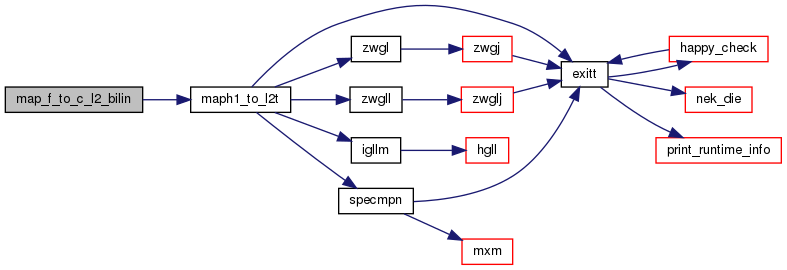 map_f_to_c_l2_bilin
maph1_to_l2t
zwgl
zwgll
igllm
specmpn
zwgj
zwglj
hgll
mxm
exitt
happy_check
nek_die
print_runtime_info